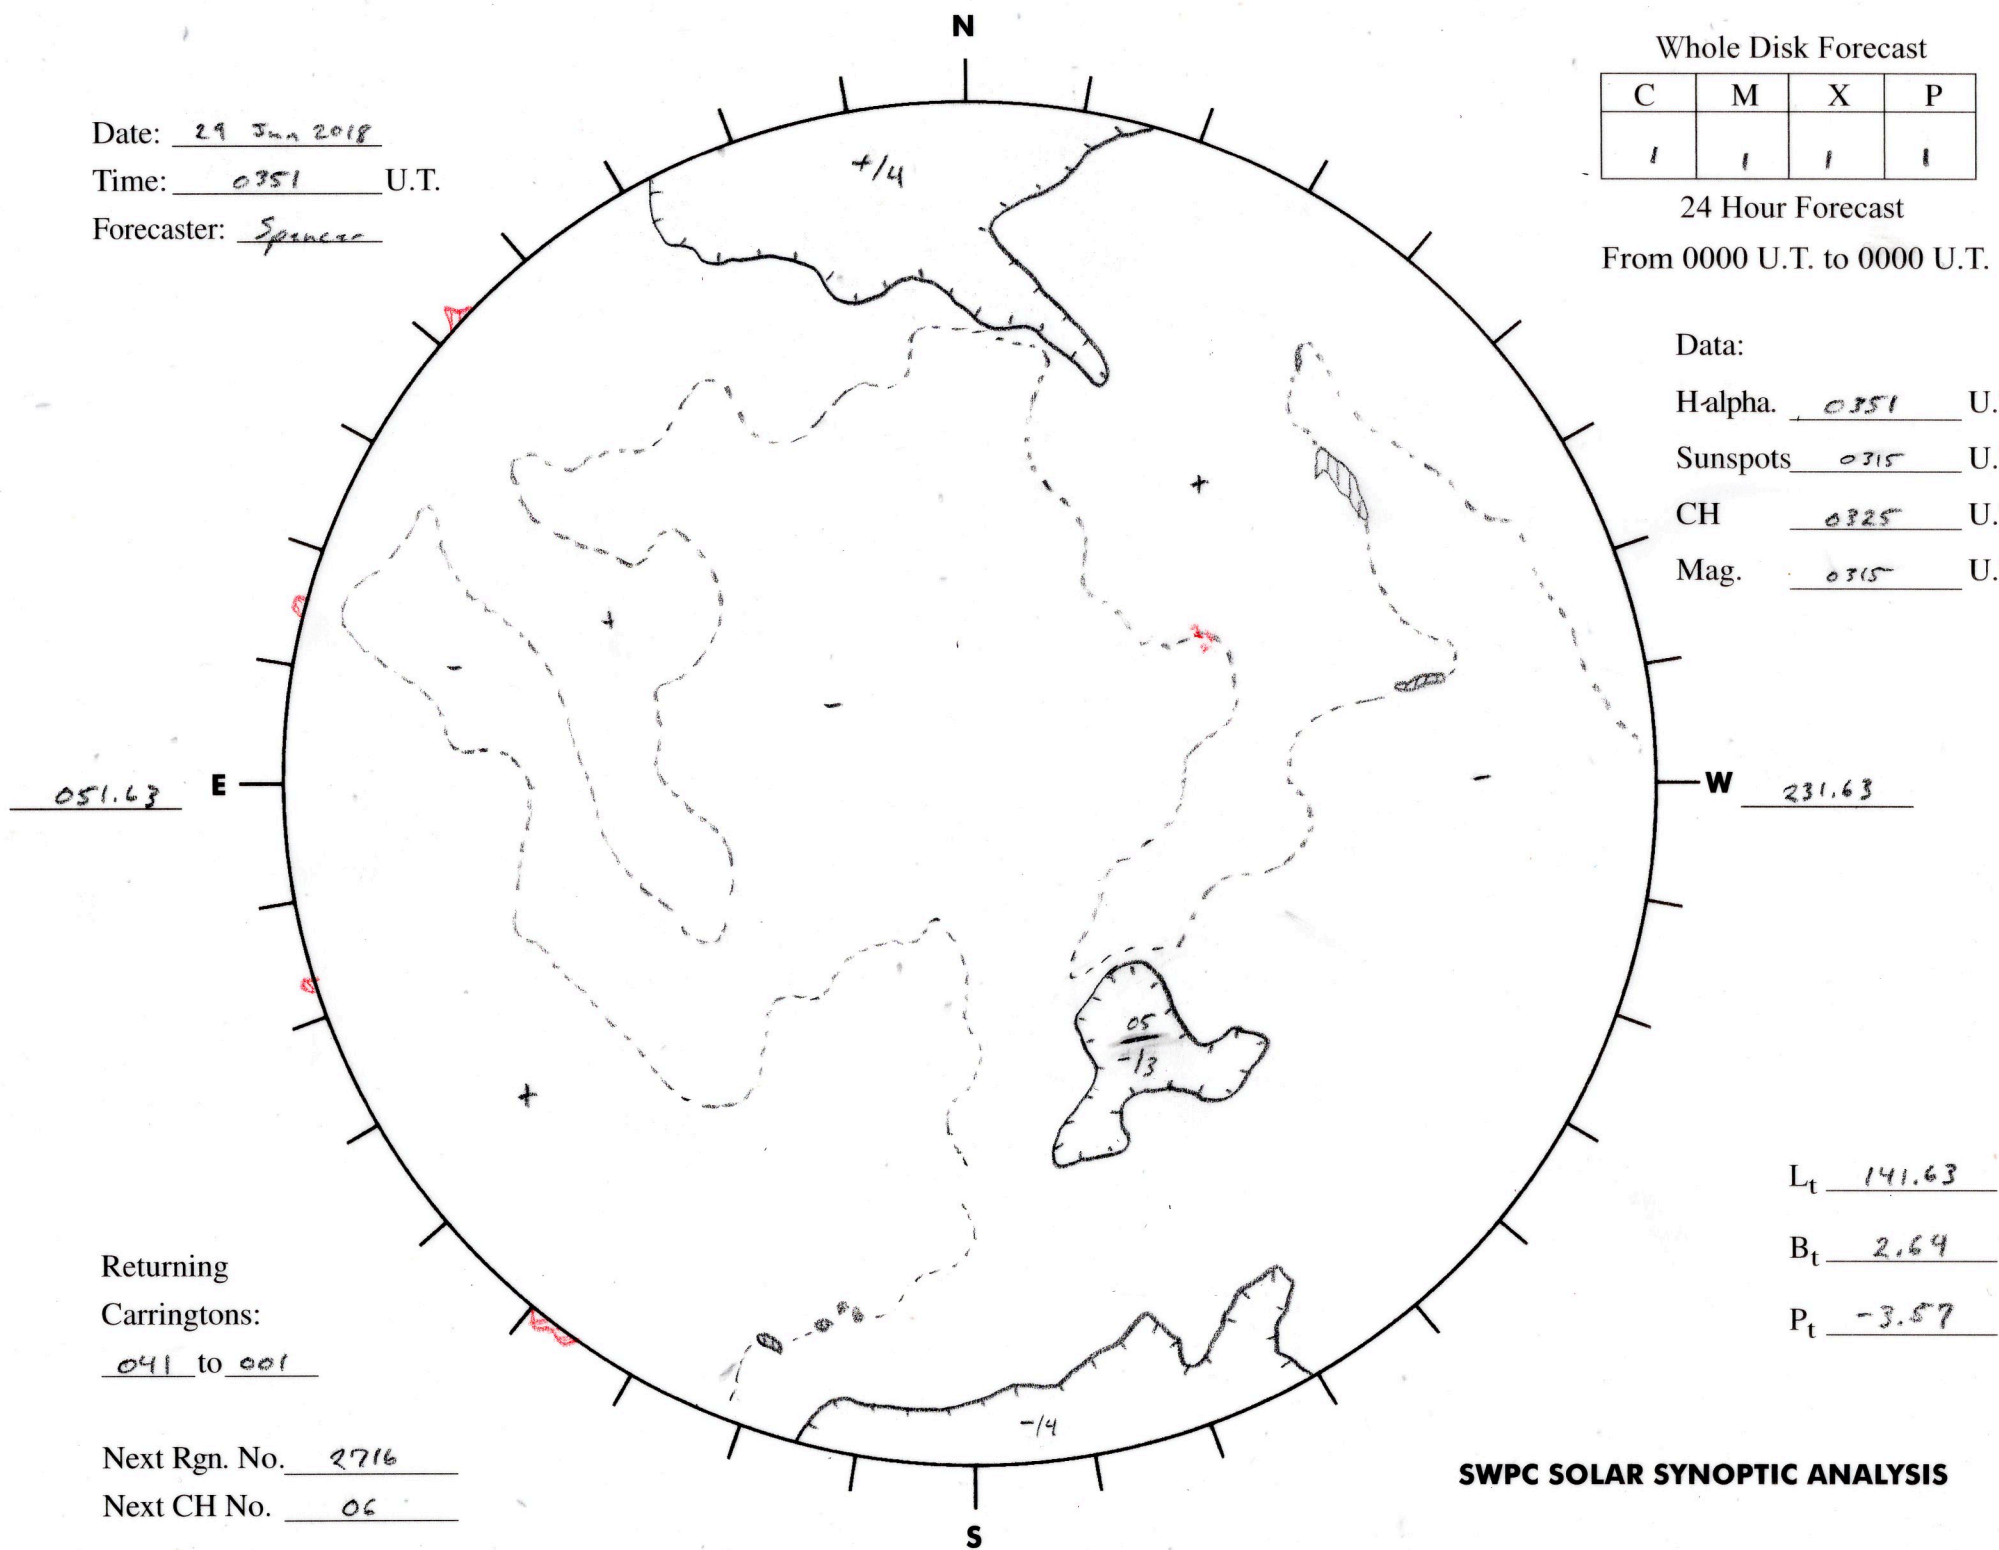 N
Whole Disk Forecast
C M X P
1 1 1 1
24 Hour Forecast
From 0000 U.T. to 0000 U.T.
Date: 29 Jun 2018
Time: 0351 U.T.
Forecaster: Spencer
+/4
Data:
H-alpha. 0351 U.
Sunspots 0315 U.
CH 0325 U.
Mag. 0315 U.
+
+
-
-
051.63 E
-
W 231.63
05
-/3
+
Lt 141.63
Bt 2.64
Pt -3.57
Returning
Carringtons:
041 to 001
-/4
Next Rgn. No. 2716
Next CH No. 06
SWPC SOLAR SYNOPTIC ANALYSIS
S